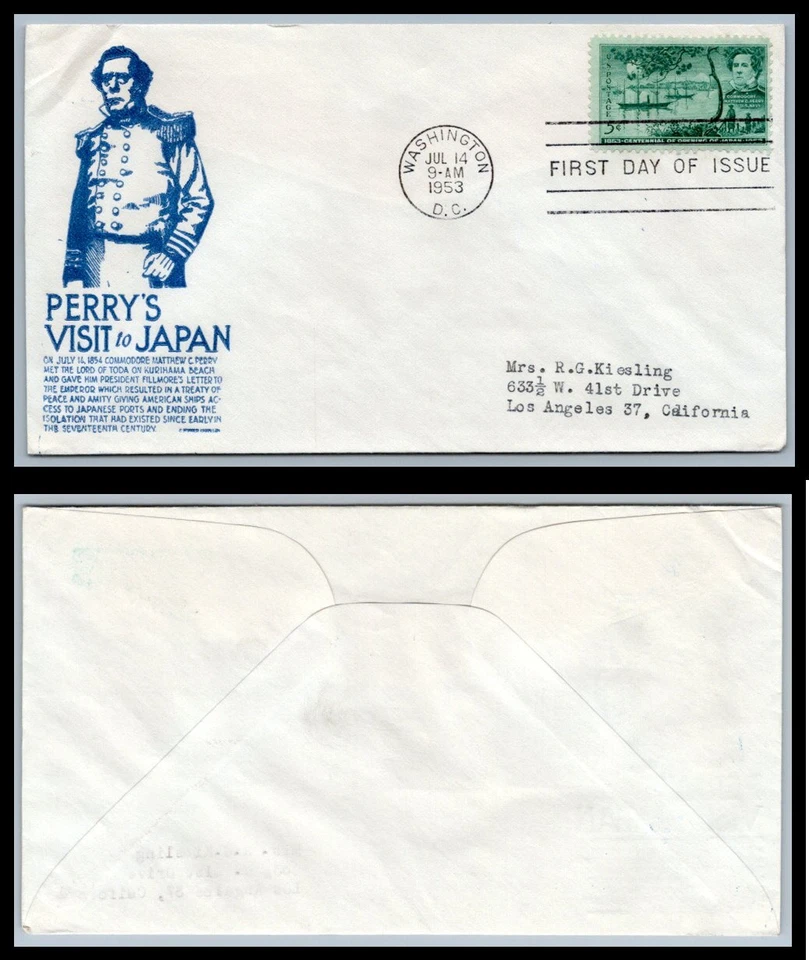 PERRY'S
VISIT to JAPAN
ON JULY 14, 1854 COMMODORE MATTHEW C. PERRY
MET THE LORD OF TODA ON KURIHAMA BEACH
AND GAVE HIM PRESIDENT FILLMORE'S LETTER TO
THE EMPEROR WHICH RESULTED IN A TREATY OF
PEACE AND AMITY GIVING AMERICAN SHIPS AC-
CESS TO JAPANESE PORTS AND ENDING THE
ISOLATION THAT HAD EXISTED SINCE EARLY IN
THE SEVENTEENTH CENTURY.
WASHINGTON
JUL 14
9-AM
1953
D.C.
U.S. POSTAGE
COMMODORE
MATTHEW C. PERRY
U.S. NAVY
5¢
1853-CENTENNIAL OF OPENING OF JAPAN-1953
FIRST DAY OF ISSUE
Mrs. R.G.Kiesling
633½ W. 41st Drive
Los Angeles 37, California